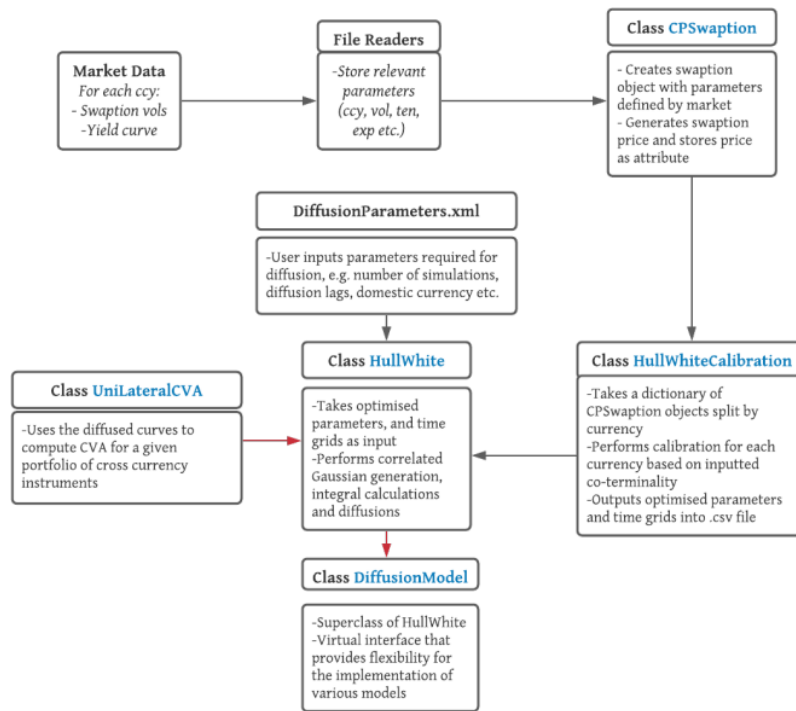 Market Data
For each ccy:
- Swaption vols
-Yield curve
File Readers
-Store relevant
parameters
(ccy, vol, ten,
exp etc.)
Class CPSwaption
- Creates swaption
object with parameters
defined by market
- Generates swaption
price and stores price
as attribute
DiffusionParameters.xml
-User inputs parameters required for
diffusion, e.g. number of simulations,
diffusion lags, domestic currency etc.
Class UniLateralCVA
-Uses the diffused curves to
compute CVA for a given
portfolio of cross currency
instruments
Class HullWhite
-Takes optimised
parameters, and time
grids as input
-Performs correlated
Gaussian generation,
integral calculations
and diffusions
Class HullWhiteCalibration
-Takes a dictionary of
CPSwaption objects split by
currency
-Performs calibration for each
currency based on inputted
co-terminality
-Outputs optimised parameters
and time grids into .csv file
Class DiffusionModel
-Superclass of HullWhite
-Virtual interface that
provides flexibility for
the implementation of
various models